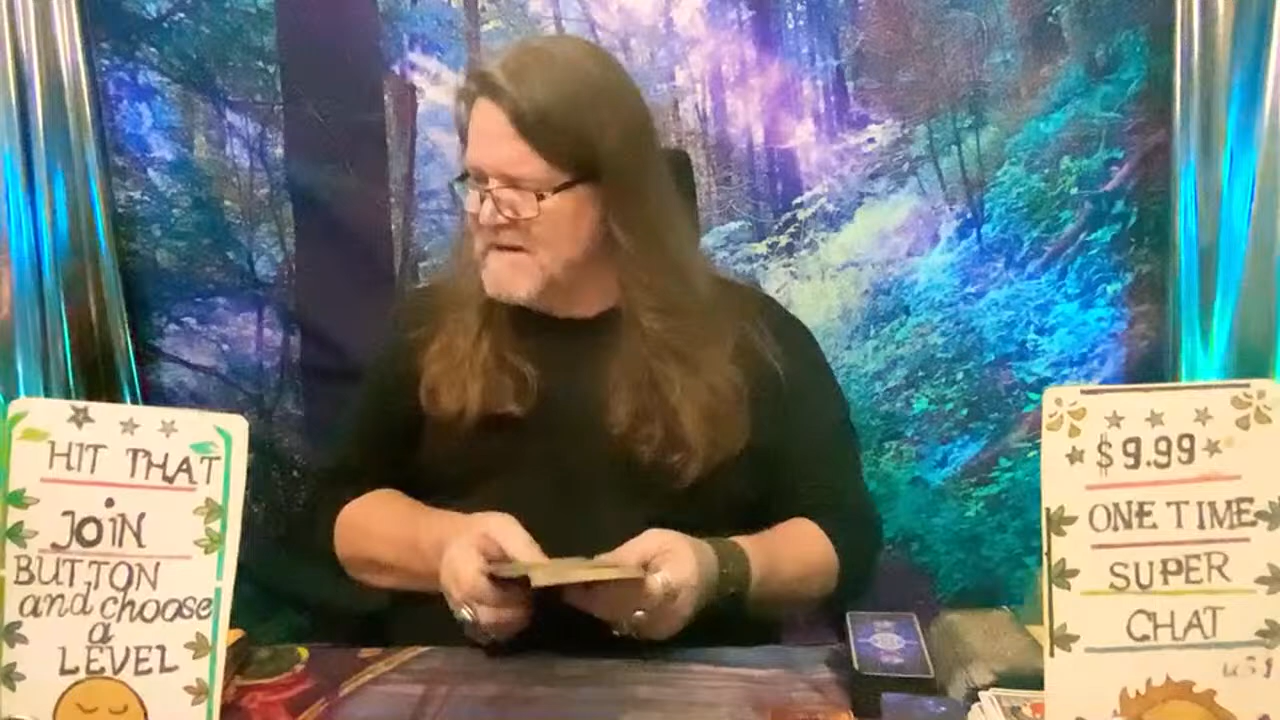 HIT THAT
JOiN
BUTTON
and choose
a
LEVEL
$9.99
ONE TIME
SUPER
CHAT